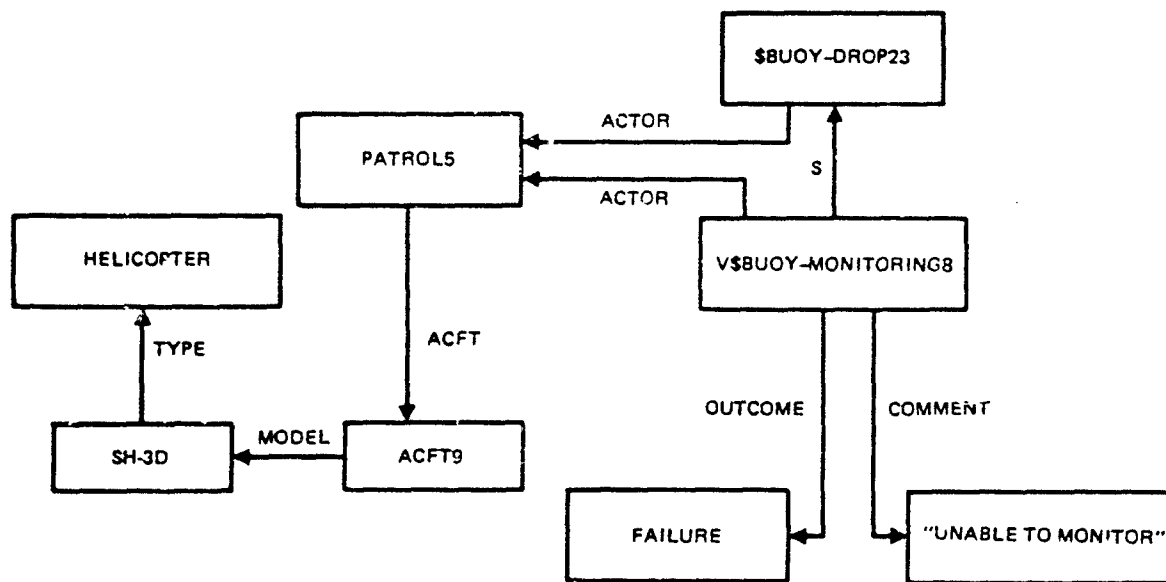 $BUOY-DROP23
ACTOR
PATROL5
S
ACTOR
HELICOPTER
V$BUOY-MONITORING8
TYPE
ACFT
OUTCOME
COMMENT
MODEL
SH-3D
ACFT9
FAILURE
"UNABLE TO MONITOR"